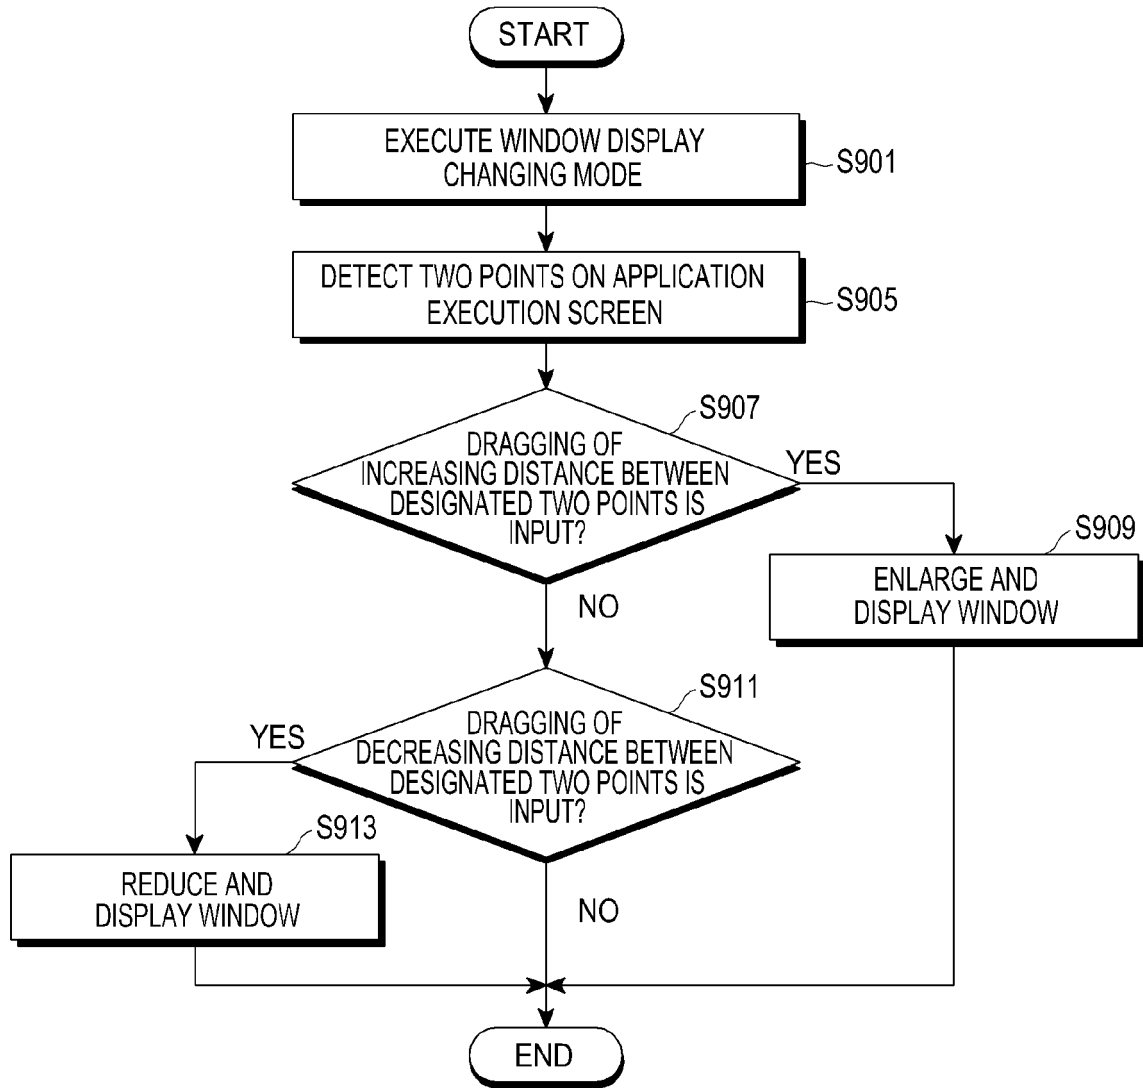 START
EXECUTE WINDOW DISPLAY
CHANGING MODE
S901
DETECT TWO POINTS ON APPLICATION
EXECUTION SCREEN
S905
S907
DRAGGING OF
INCREASING DISTANCE BETWEEN
DESIGNATED TWO POINTS IS
INPUT?
YES
S909
ENLARGE AND
DISPLAY WINDOW
NO
S911
DRAGGING OF
DECREASING DISTANCE BETWEEN
DESIGNATED TWO POINTS IS
INPUT?
YES
S913
REDUCE AND
DISPLAY WINDOW
NO
END